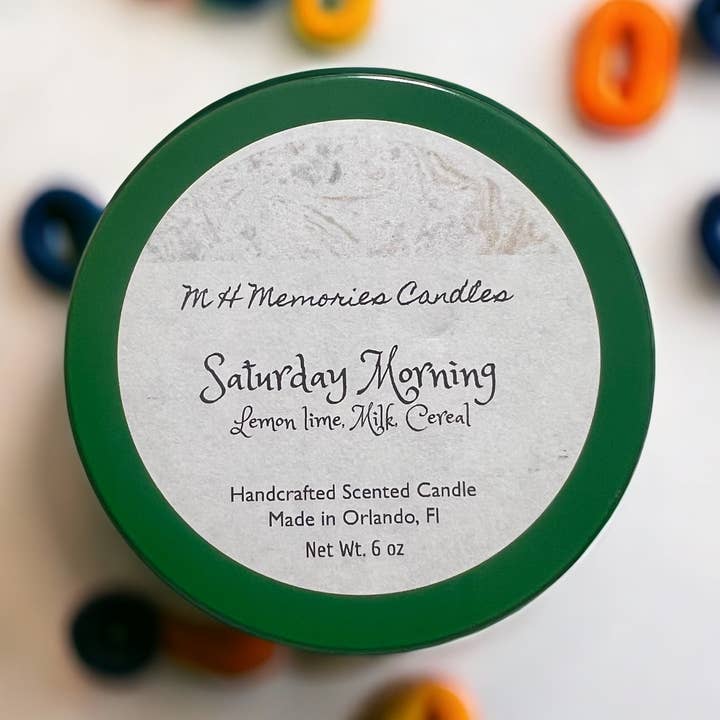 M H Memories Candles
Saturday Morning
Lemon lime, Milk, Cereal
Handcrafted Scented Candle
Made in Orlando, Fl
Net Wt. 6 oz